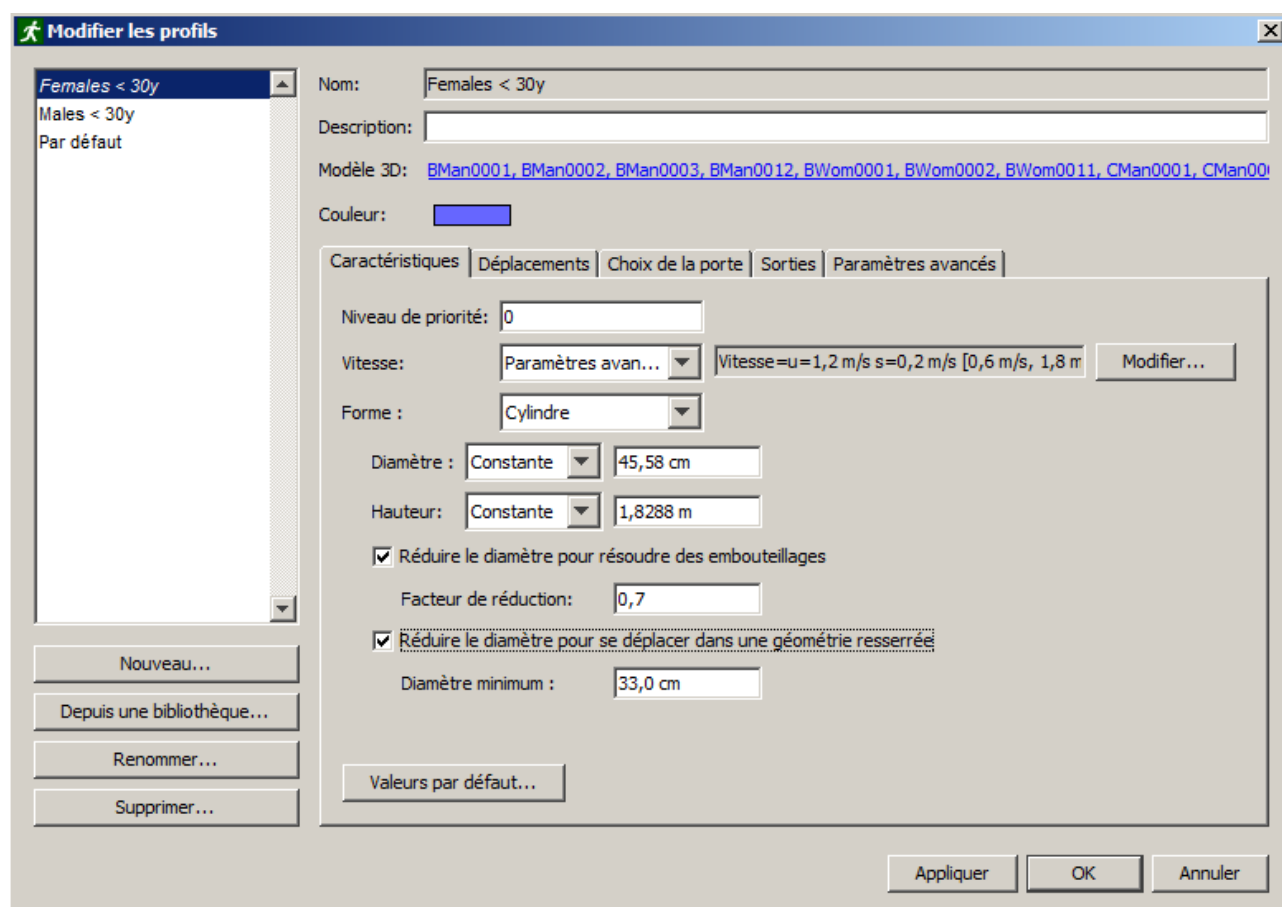 Modifier les profils
Females < 30y
Males < 30y
Par défaut
Nouveau...
Depuis une bibliothèque...
Renommer...
Supprimer...
Nom: Females < 30y
Description:
Modèle 3D: BMan0001, BMan0002, BMan0003, BMan0012, BWom0001, BWom0002, BWom0011, CMan0001, CMan00
Couleur:
Caractéristiques Déplacements Choix de la porte Sorties Paramètres avancés
Niveau de priorité: 0
Vitesse: Paramètres avan... Vitesse=u=1,2 m/s s=0,2 m/s [0,6 m/s, 1,8 m Modifier...
Forme : Cylindre
Diamètre : Constante 45,58 cm
Hauteur: Constante 1,8288 m
Réduire le diamètre pour résoudre des embouteillages
Facteur de réduction: 0,7
Réduire le diamètre pour se déplacer dans une géométrie resserrée
Diamètre minimum : 33,0 cm
Valeurs par défaut...
Appliquer OK Annuler